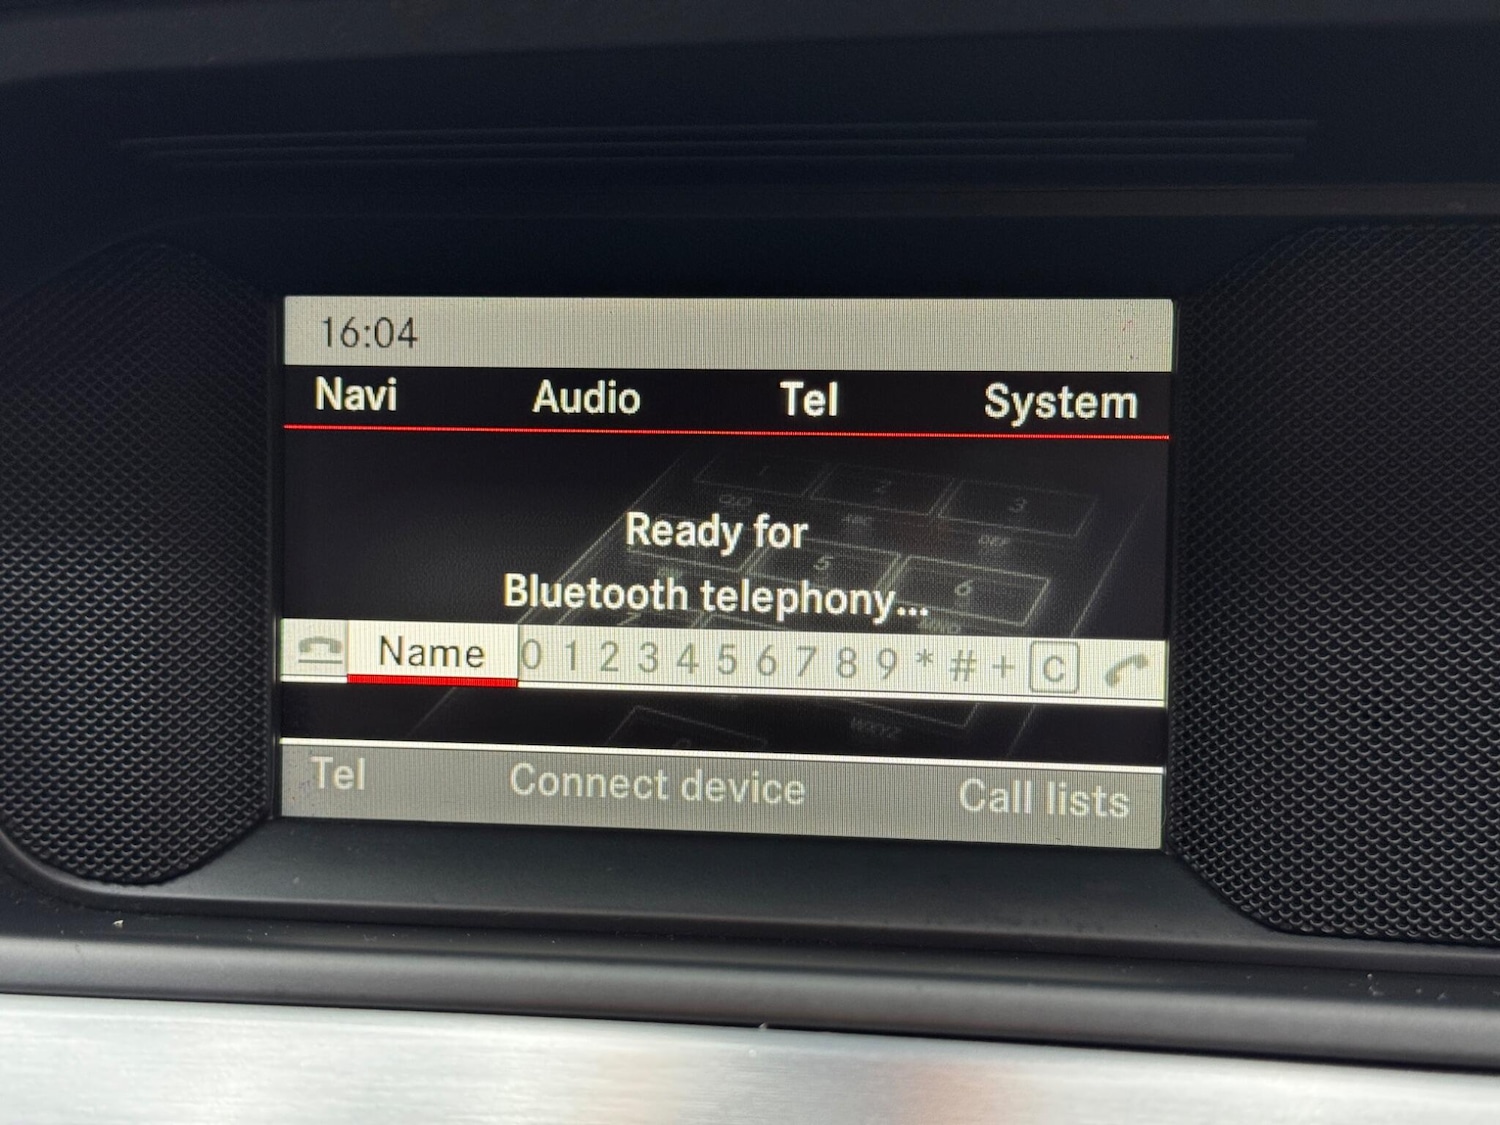 16:04
Navi Audio Tel System
Ready for
Bluetooth telephony...
Name 0 1 2 3 4 5 6 7 8 9 * # + C
Tel Connect device Call lists